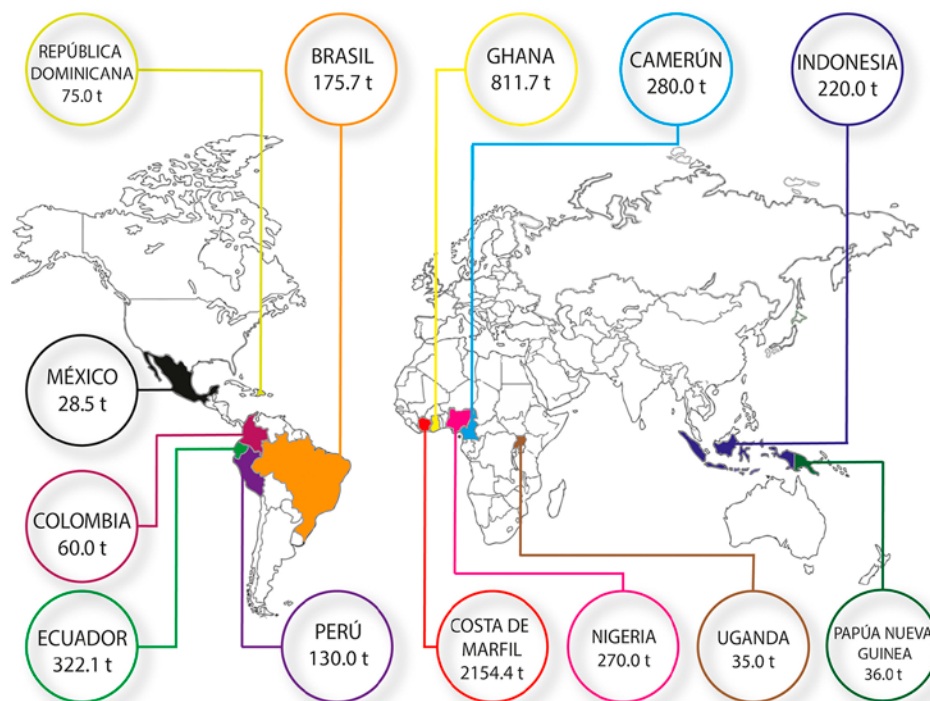 REPÚBLICA
DOMINICANA
75.0 t
BRASIL
175.7 t
GHANA
811.7 t
CAMERÚN
280.0 t
INDONESIA
220.0 t
MÉXICO
28.5 t
COLOMBIA
60.0 t
ECUADOR
322.1 t
PERÚ
130.0 t
COSTA DE
MARFIL
2154.4 t
NIGERIA
270.0 t
UGANDA
35.0 t
PAPÚA NUEVA
GUINEA
36.0 t